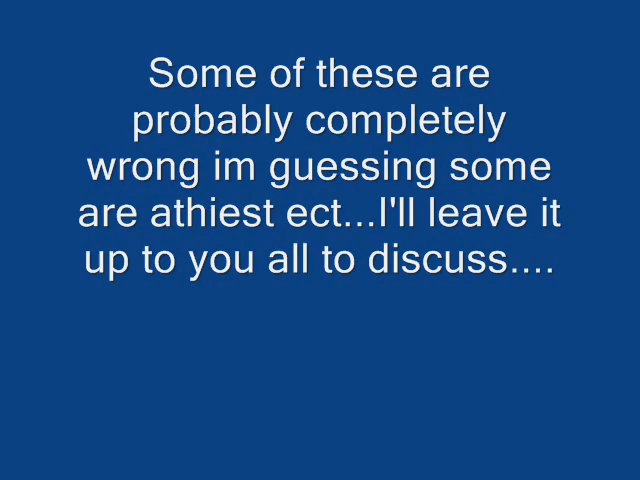 Some of these are
probably completely
wrong im guessing some
are athiest ect...I'll leave it
up to you all to discuss....